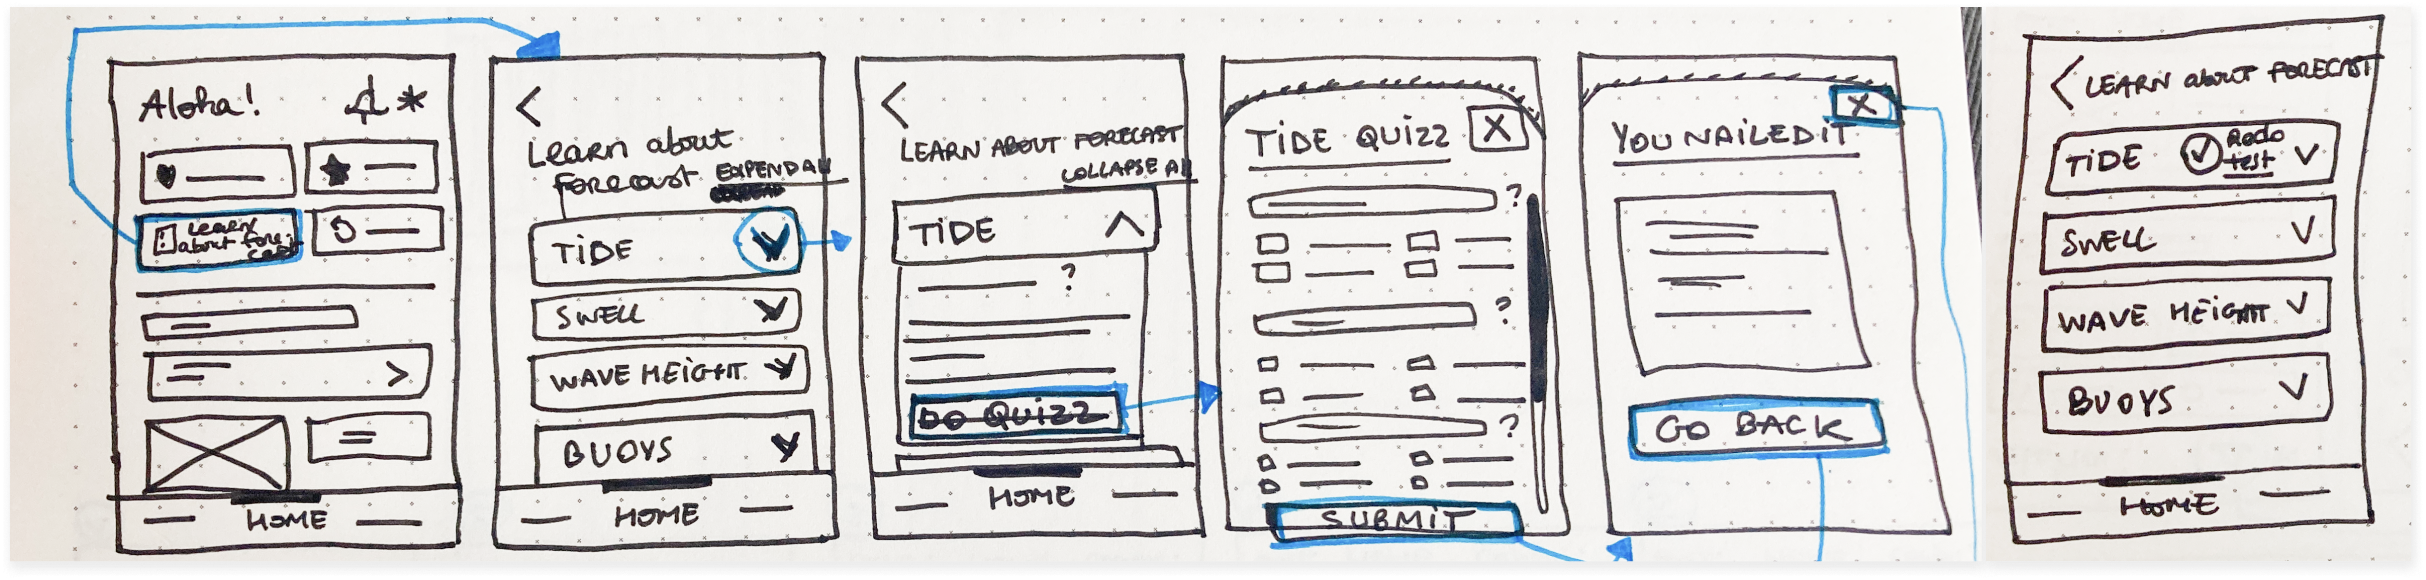 Aloha!
Learn
about fore-
cast
HOME
Learn about
forecast
EXPEND All
TiDE
SWELL
WAVE HEiGHT
BUOYS
HOME
LEARN ABOUT FORECAST
COLLAPSE All
TiDE
?
DO QUiZZ
HOME
TiDE QUiZZ
X
?
?
?
SUBMiT
X
YOU NAILED iT
GO BACK
LEARN about FORECAST
TiDE
Redo
test
SWELL
WAVE HEiGHT
BUOYS
HOME